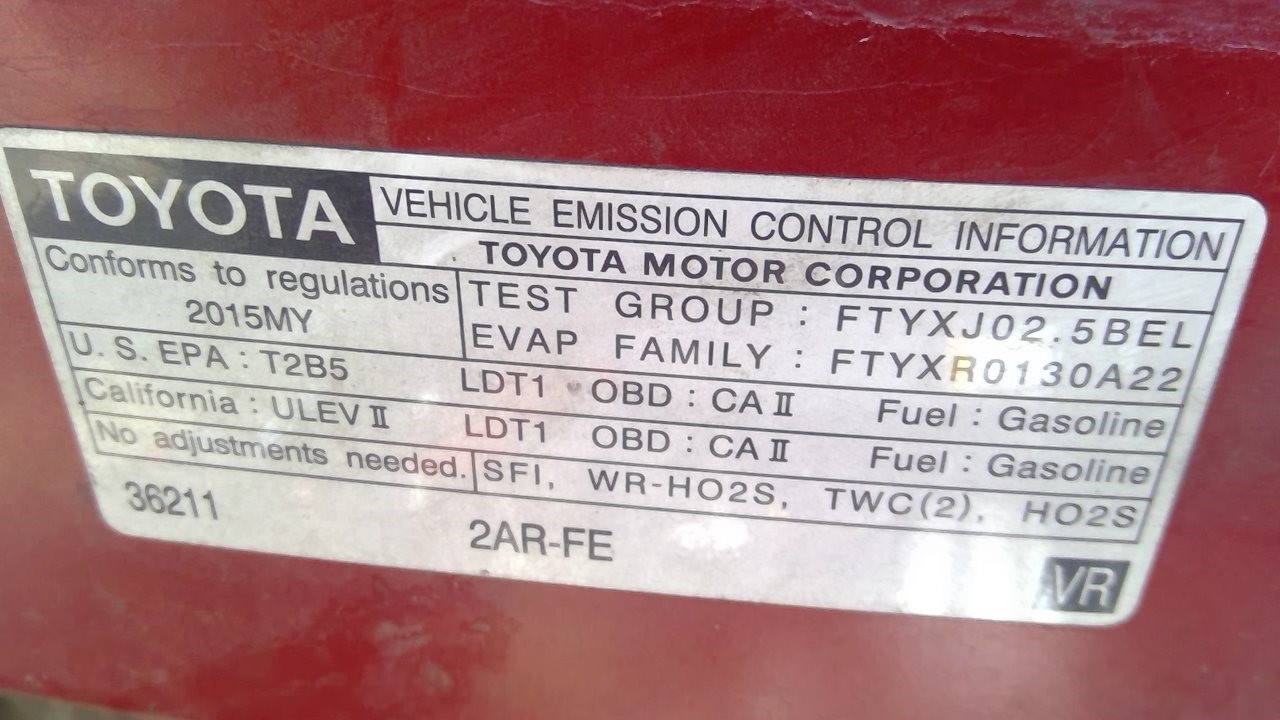 TOYOTA VEHICLE EMISSION CONTROL INFORMATION
TOYOTA MOTOR CORPORATION
Conforms to regulations
2015MY
TEST GROUP : FTYXJ02.5BEL
EVAP FAMILY : FTYXR0130A22
U. S. EPA : T2B5 LDT1 OBD : CA II Fuel : Gasoline
California : ULEV II LDT1 OBD : CA II Fuel : Gasoline
No adjustments needed. SFI, WR-HO2S, TWC(2), HO2S
36211 2AR-FE VR